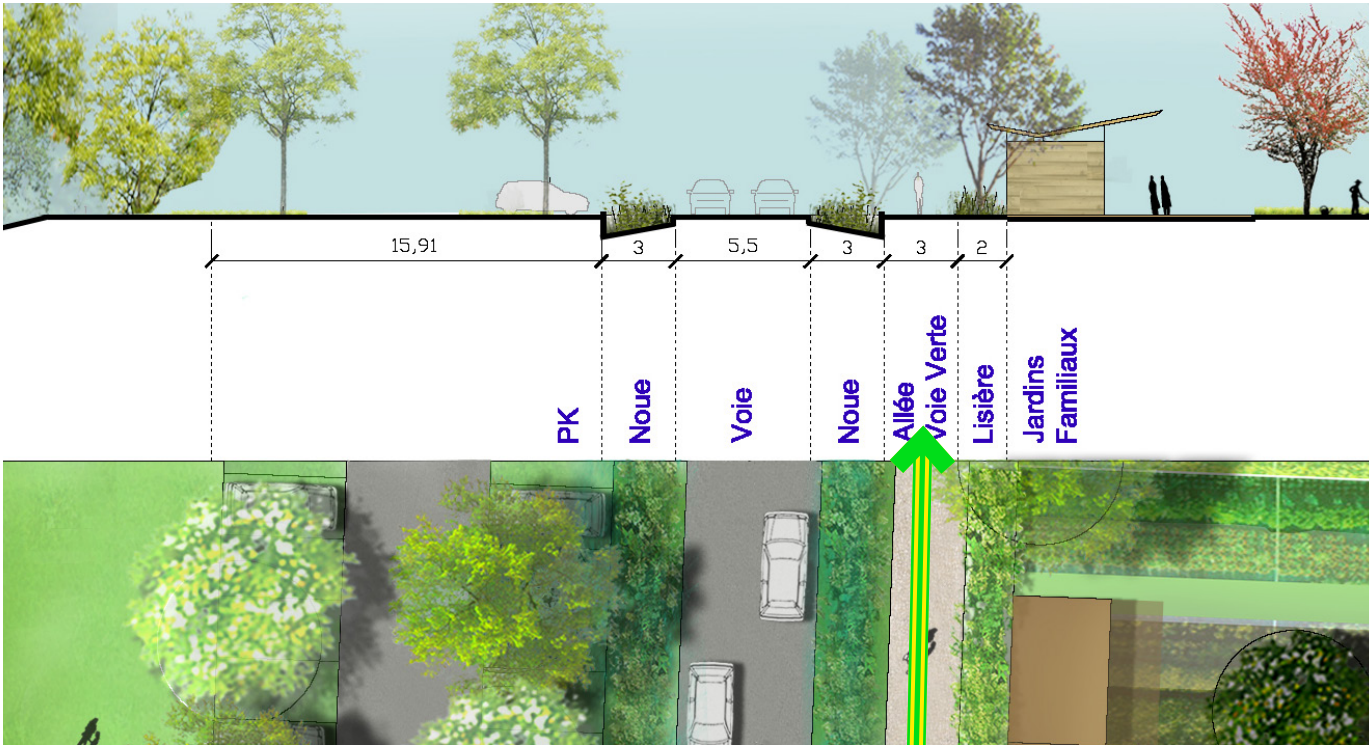 15,91
3
5,5
3
3
2
PK
Noue
Voie
Noue
Allée
Voie Verte
Lisière
Jardins
Familiaux